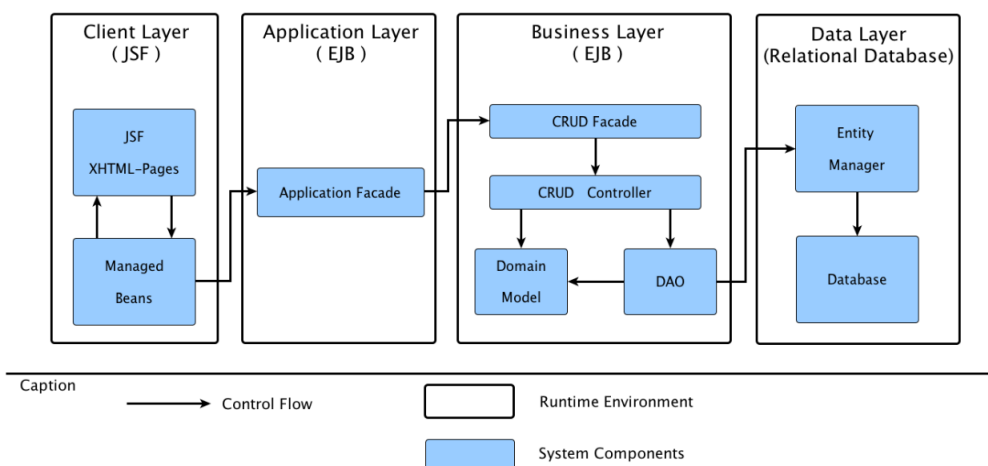 Client Layer
( JSF )
Application Layer
( EJB )
Business Layer
( EJB )
Data Layer
(Relational Database)
JSF
XHTML-Pages
Managed
Beans
Application Facade
CRUD Facade
CRUD Controller
Domain
Model
DAO
Entity
Manager
Database
Caption
Control Flow
Runtime Environment
System Components